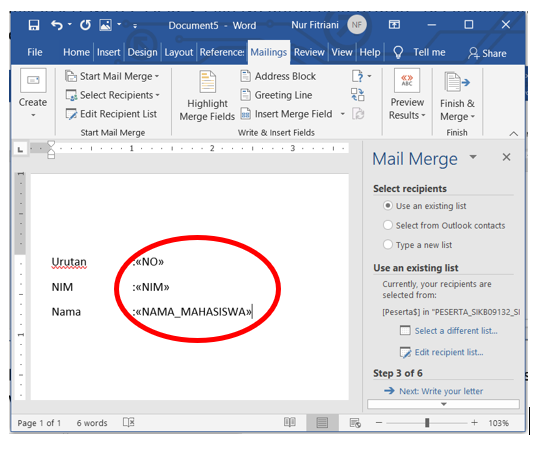 Document5 - Word
Nur Fitriani NF
File Home Insert Design Layout References Mailings Review View Help Tell me Share
Create
Start Mail Merge
Select Recipients
Edit Recipient List
Start Mail Merge
Highlight
Merge Fields
Address Block
Greeting Line
Insert Merge Field
Write & Insert Fields
ABC
Preview
Results
Finish &
Merge
Finish
L
1 2 3
Urutan :«NO»
NIM :«NIM»
Nama :«NAMA_MAHASISWA»
Mail Merge
Select recipients
Use an existing list
Select from Outlook contacts
Type a new list
Use an existing list
Currently, your recipients are
selected from:
[Peserta$] in "PESERTA_SIKB09132_SI
Select a different list...
Edit recipient list...
Step 3 of 6
Next: Write your letter
Page 1 of 1 6 words
103%